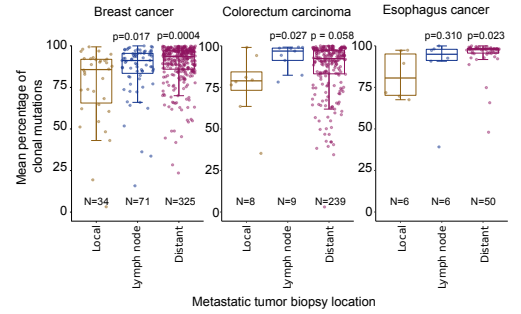 Breast cancer
Colorectum carcinoma
Esophagus cancer
p=0.017 p=0.0004
p=0.027 p = 0.058
p=0.310 p=0.023
Mean percentage of
clonal mutations
100
75
50
25
0
N=34 N=71 N=325
Local
Lymph node
Distant
100
75
50
25
0
N=8 N=9 N=239
Local
Lymph node
Distant
100
75
50
25
0
N=6 N=6 N=50
Local
Lymph node
Distant
Metastatic tumor biopsy location